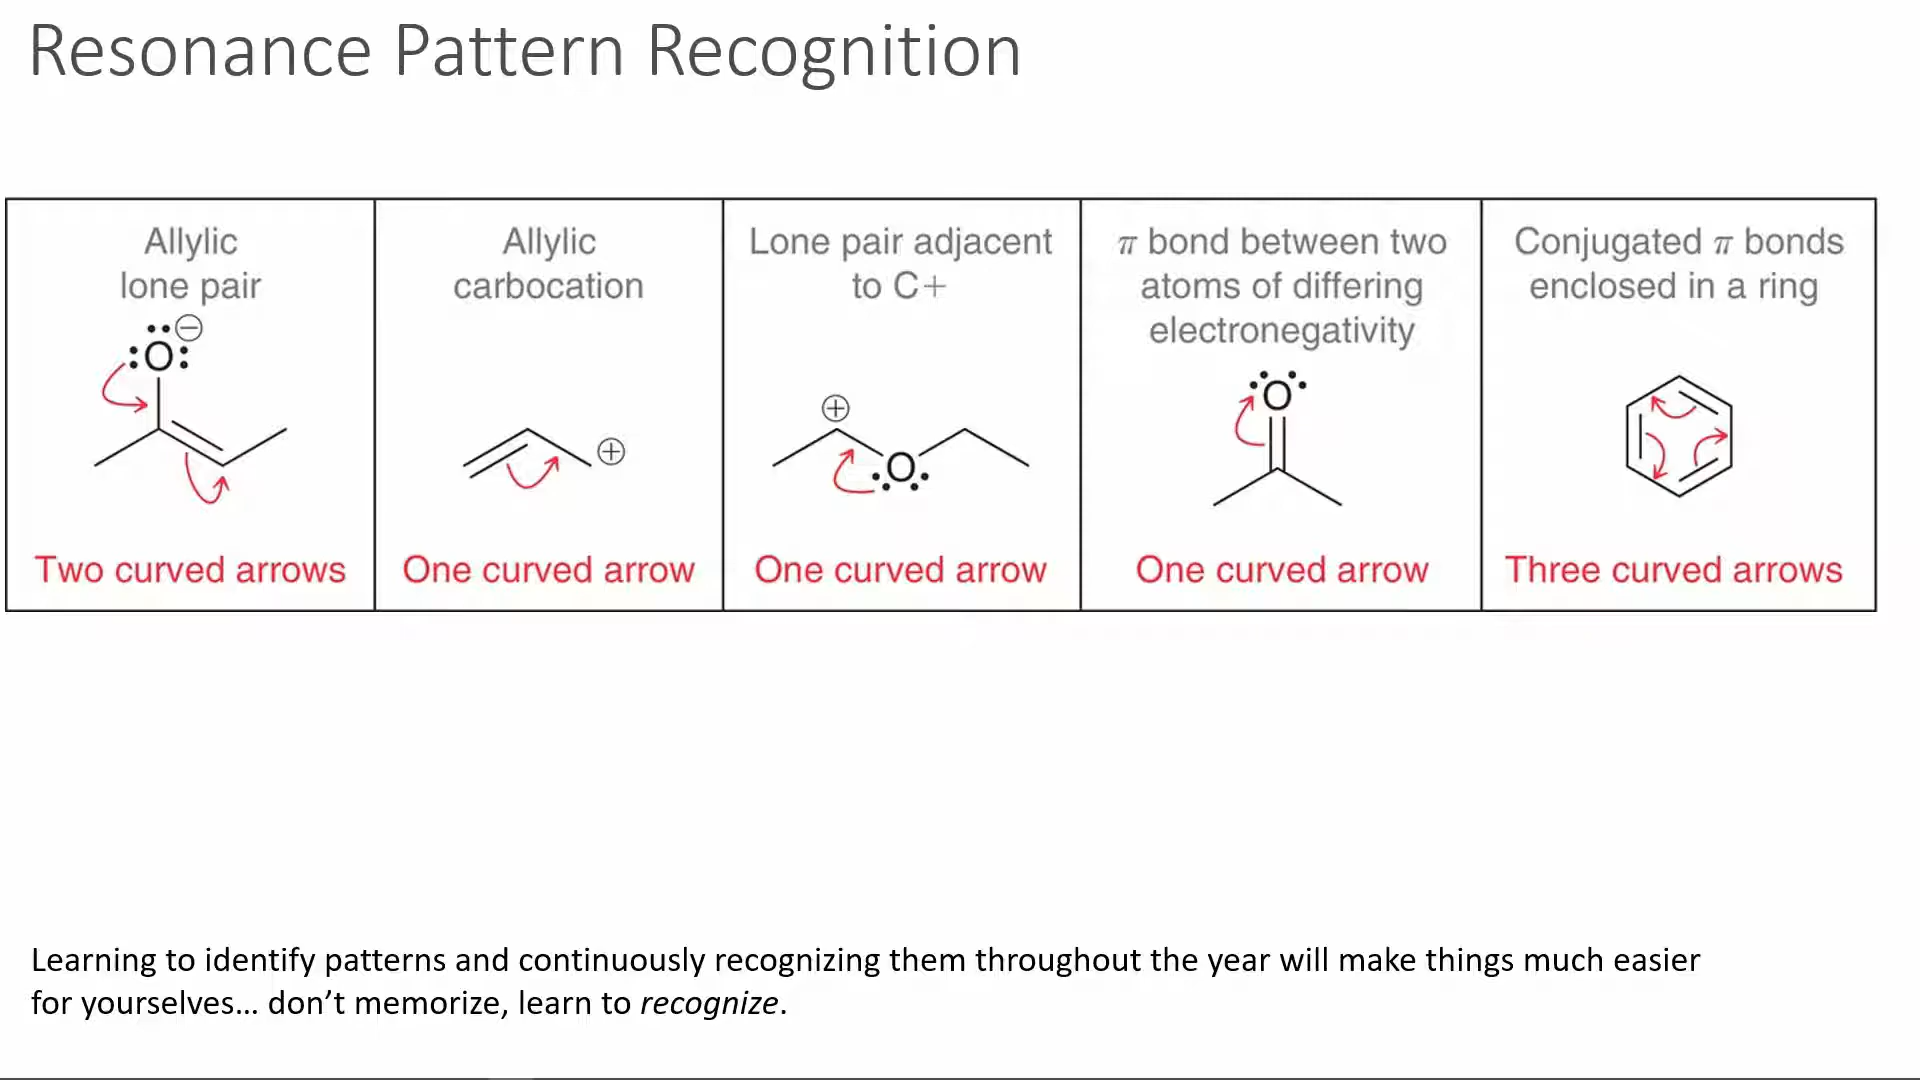 Resonance Pattern Recognition
Allylic
lone pair
:O:
⊖
Two curved arrows
Allylic
carbocation
⊕
One curved arrow
Lone pair adjacent
to C+
⊕
O
One curved arrow
π bond between two
atoms of differing
electronegativity
O
One curved arrow
Conjugated π bonds
enclosed in a ring
Three curved arrows
Learning to identify patterns and continuously recognizing them throughout the year will make things much easier
for yourselves… don’t memorize, learn to recognize.